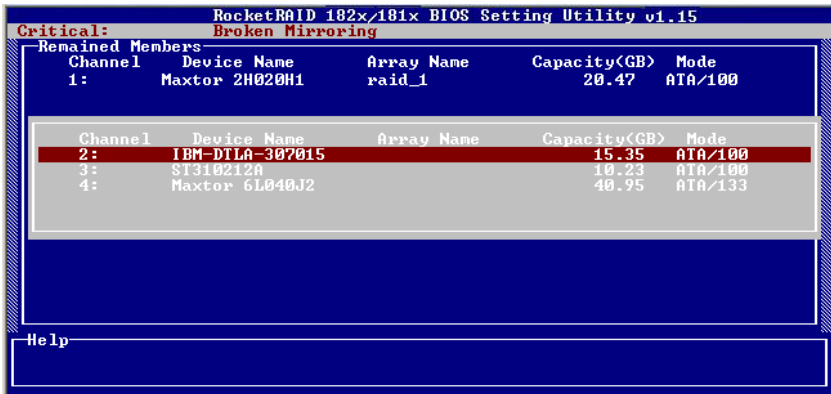 RocketRAID 182x/181x BIOS Setting Utility v1.15
Critical: Broken Mirroring
Remained Members
Channel Device Name Array Name Capacity(GB) Mode
1: Maxtor 2H020H1 raid_1 20.47 ATA/100
Channel Device Name Array Name Capacity(GB) Mode
2: IBM-DTLA-307015 15.35 ATA/100
3: ST310212A 10.23 ATA/100
4: Maxtor 6L040J2 40.95 ATA/133
Help